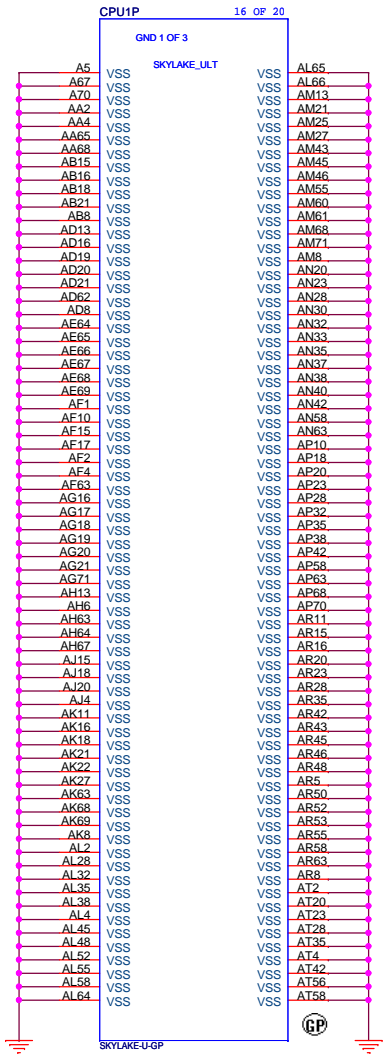 CPU1P 16 OF 20
GND 1 OF 3
SKYLAKE_ULT
A5 VSS VSS AL65
A67 VSS VSS AL66
A70 VSS VSS AM13
AA2 VSS VSS AM21
AA4 VSS VSS AM25
AA65 VSS VSS AM27
AA68 VSS VSS AM43
AB15 VSS VSS AM45
AB16 VSS VSS AM46
AB18 VSS VSS AM55
AB21 VSS VSS AM60
AB8 VSS VSS AM61
AD13 VSS VSS AM68
AD16 VSS VSS AM71
AD19 VSS VSS AM8
AD20 VSS VSS AN20
AD21 VSS VSS AN23
AD62 VSS VSS AN28
AD8 VSS VSS AN30
AE64 VSS VSS AN32
AE65 VSS VSS AN33
AE66 VSS VSS AN35
AE67 VSS VSS AN37
AE68 VSS VSS AN38
AE69 VSS VSS AN40
AF1 VSS VSS AN42
AF10 VSS VSS AN58
AF15 VSS VSS AN63
AF17 VSS VSS AP10
AF2 VSS VSS AP18
AF4 VSS VSS AP20
AF63 VSS VSS AP23
AG16 VSS VSS AP28
AG17 VSS VSS AP32
AG18 VSS VSS AP35
AG19 VSS VSS AP38
AG20 VSS VSS AP42
AG21 VSS VSS AP58
AG71 VSS VSS AP63
AH13 VSS VSS AP68
AH6 VSS VSS AP70
AH63 VSS VSS AR11
AH64 VSS VSS AR15
AH67 VSS VSS AR16
AJ15 VSS VSS AR20
AJ18 VSS VSS AR23
AJ20 VSS VSS AR28
AJ4 VSS VSS AR35
AK11 VSS VSS AR42
AK16 VSS VSS AR43
AK18 VSS VSS AR45
AK21 VSS VSS AR46
AK22 VSS VSS AR48
AK27 VSS VSS AR5
AK63 VSS VSS AR50
AK68 VSS VSS AR52
AK69 VSS VSS AR53
AK8 VSS VSS AR55
AL2 VSS VSS AR58
AL28 VSS VSS AR63
AL32 VSS VSS AR8
AL35 VSS VSS AT2
AL38 VSS VSS AT20
AL4 VSS VSS AT23
AL45 VSS VSS AT28
AL48 VSS VSS AT35
AL52 VSS VSS AT4
AL55 VSS VSS AT42
AL58 VSS VSS AT56
AL64 VSS VSS AT58
GP
SKYLAKE-U-GP